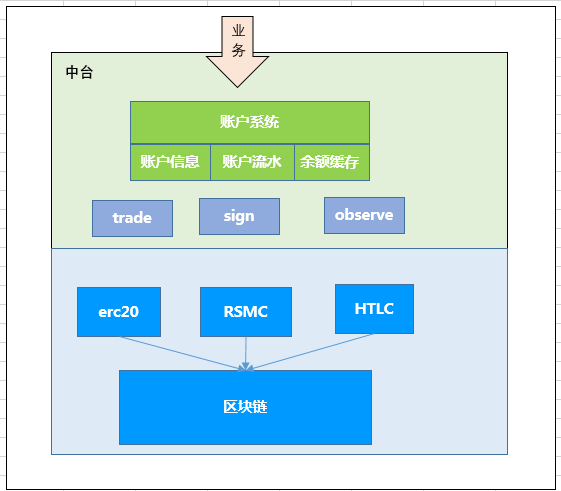 业
务
中台
账户系统
账户信息
账户流水
余额缓存
trade
sign
observe
erc20
RSMC
HTLC
区块链